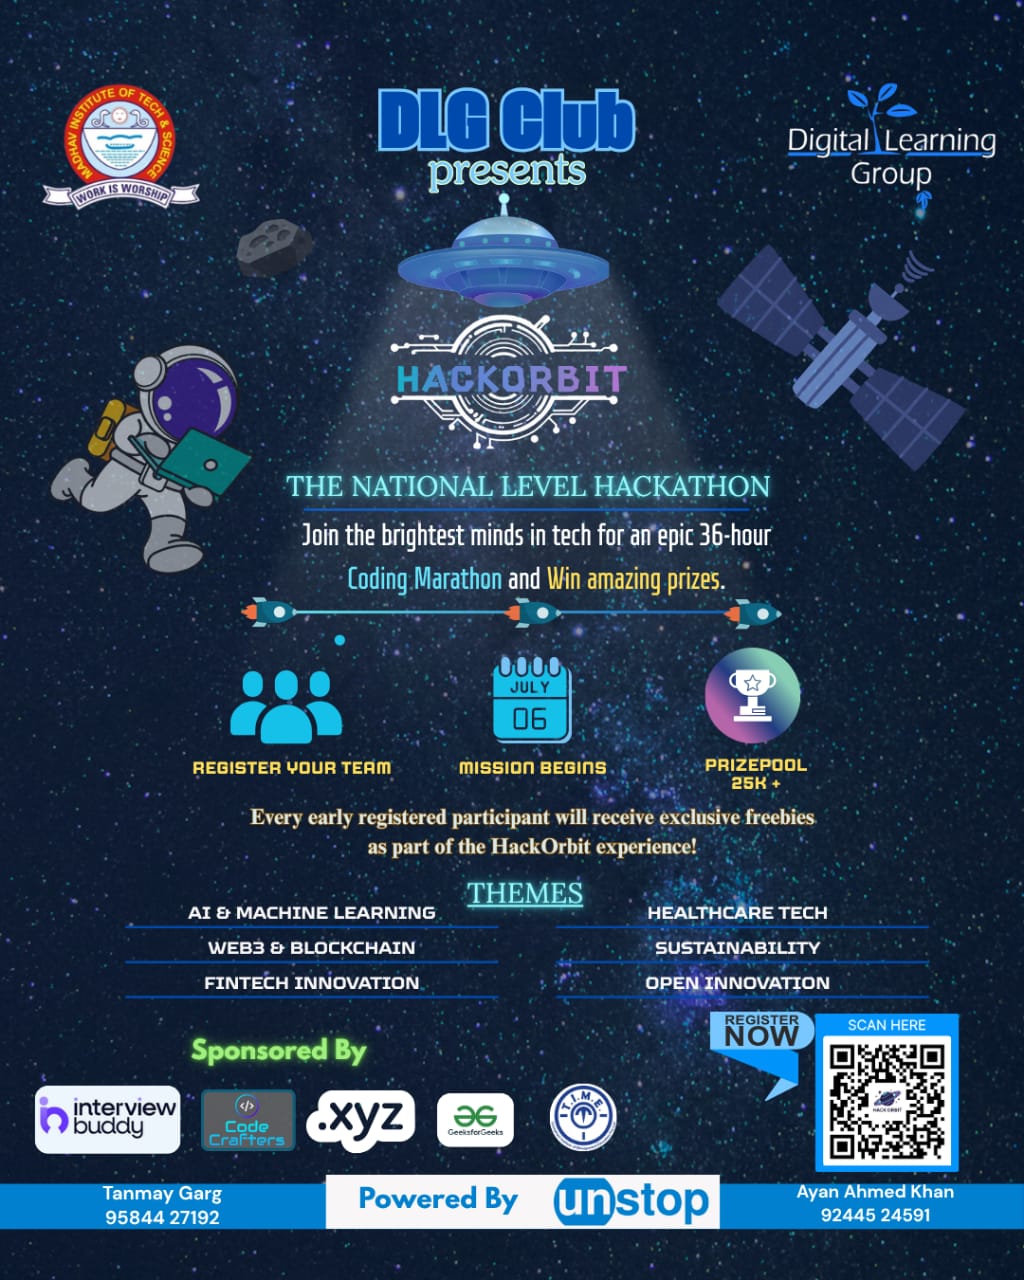 MADHAV INSTITUTE OF TECH & SCIENCE
WORK IS WORSHIP
DLG Club
presents
Digital Learning
Group
HACKORBIT
THE NATIONAL LEVEL HACKATHON
Join the brightest minds in tech for an epic 36-hour
Coding Marathon and Win amazing prizes.
JULY
06
REGISTER YOUR TEAM
MISSION BEGINS
PRIZEPOOL
25K +
Every early registered participant will receive exclusive freebies
as part of the HackOrbit experience!
THEMES
AI & MACHINE LEARNING
HEALTHCARE TECH
WEB3 & BLOCKCHAIN
SUSTAINABILITY
FINTECH INNOVATION
OPEN INNOVATION
REGISTER
NOW
SCAN HERE
HACK ORBIT
Sponsored By
interview
buddy
</>
Code
Crafters
.xyz
GeeksforGeeks
T.I.M.E.
Tanmay Garg
95844 27192
Powered By
unstop
Ayan Ahmed Khan
92445 24591